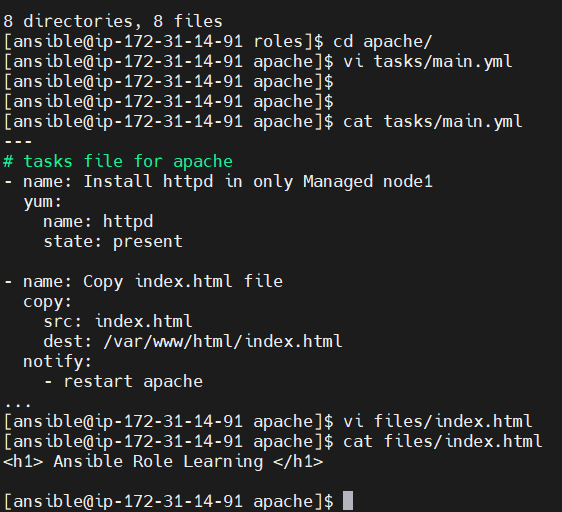 8 directories, 8 files
[ansible@ip-172-31-14-91 roles]$ cd apache/
[ansible@ip-172-31-14-91 apache]$ vi tasks/main.yml
[ansible@ip-172-31-14-91 apache]$
[ansible@ip-172-31-14-91 apache]$
[ansible@ip-172-31-14-91 apache]$ cat tasks/main.yml
---
# tasks file for apache
- name: Install httpd in only Managed node1
  yum:
    name: httpd
    state: present

- name: Copy index.html file
  copy:
    src: index.html
    dest: /var/www/html/index.html
  notify:
    - restart apache
...
[ansible@ip-172-31-14-91 apache]$ vi files/index.html
[ansible@ip-172-31-14-91 apache]$ cat files/index.html
<h1> Ansible Role Learning </h1>

[ansible@ip-172-31-14-91 apache]$